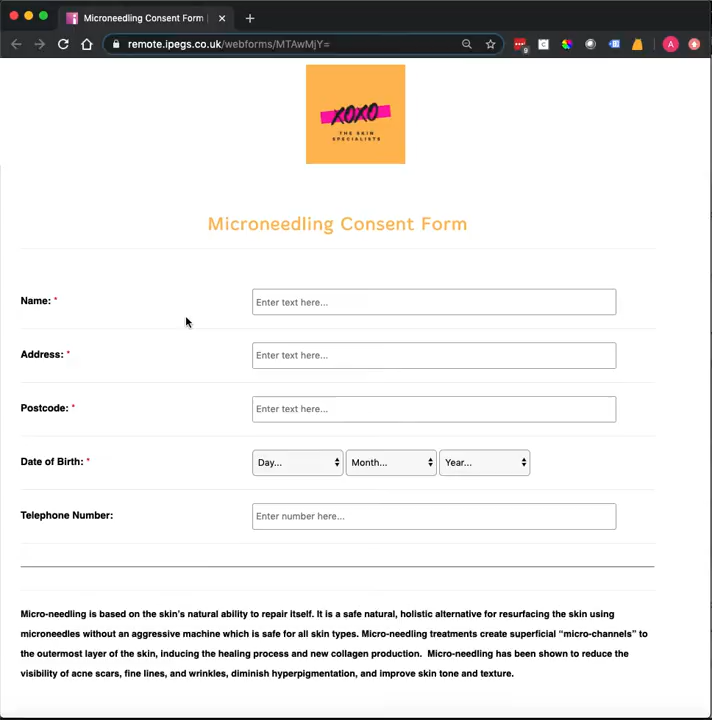 Microneedling Consent Form |
remote.ipegs.co.uk/webforms/MTAwMjY=
9
C
A
XOXO
THE SKIN
SPECIALISTS
Microneedling Consent Form
Name: *
Enter text here...
Address: *
Enter text here...
Postcode: *
Enter text here...
Date of Birth: *
Day...
Month...
Year...
Telephone Number:
Enter number here...
Micro-needling is based on the skin’s natural ability to repair itself. It is a safe natural, holistic alternative for resurfacing the skin using
microneedles without an aggressive machine which is safe for all skin types. Micro-needling treatments create superficial “micro-channels” to
the outermost layer of the skin, inducing the healing process and new collagen production.  Micro-needling has been shown to reduce the
visibility of acne scars, fine lines, and wrinkles, diminish hyperpigmentation, and improve skin tone and texture.